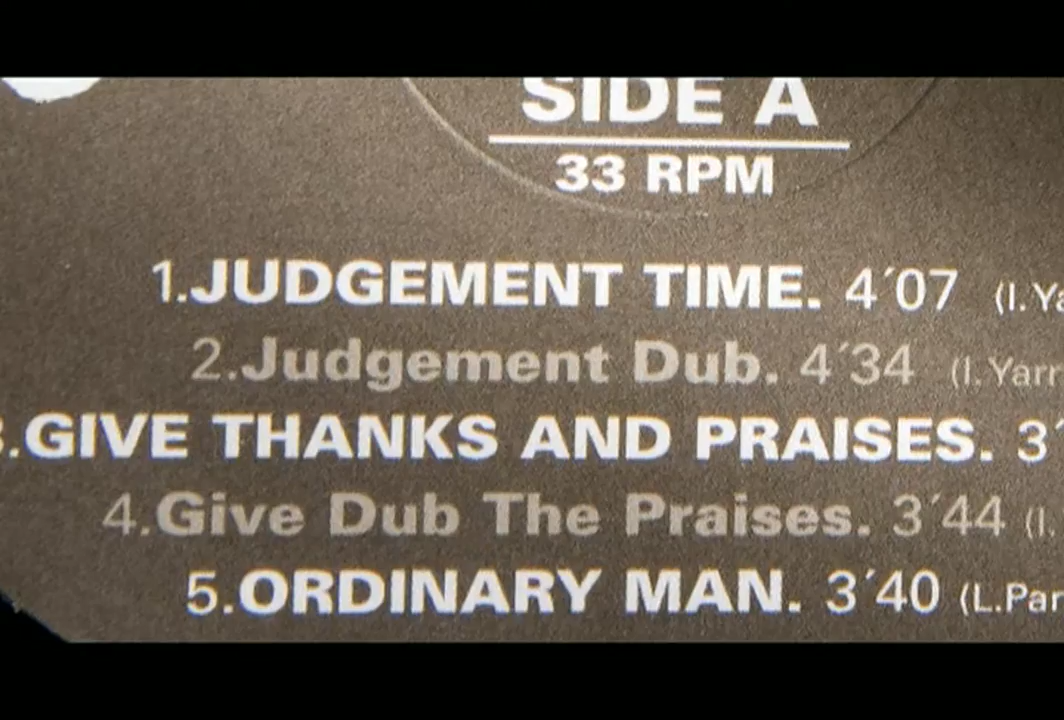 SIDE A
33 RPM
1.JUDGEMENT TIME. 4´07
2.Judgement Dub. 4´34
.GIVE THANKS AND PRAISES. 3´
4.Give Dub The Praises. 3´44 (I.
5.ORDINARY MAN. 3´40